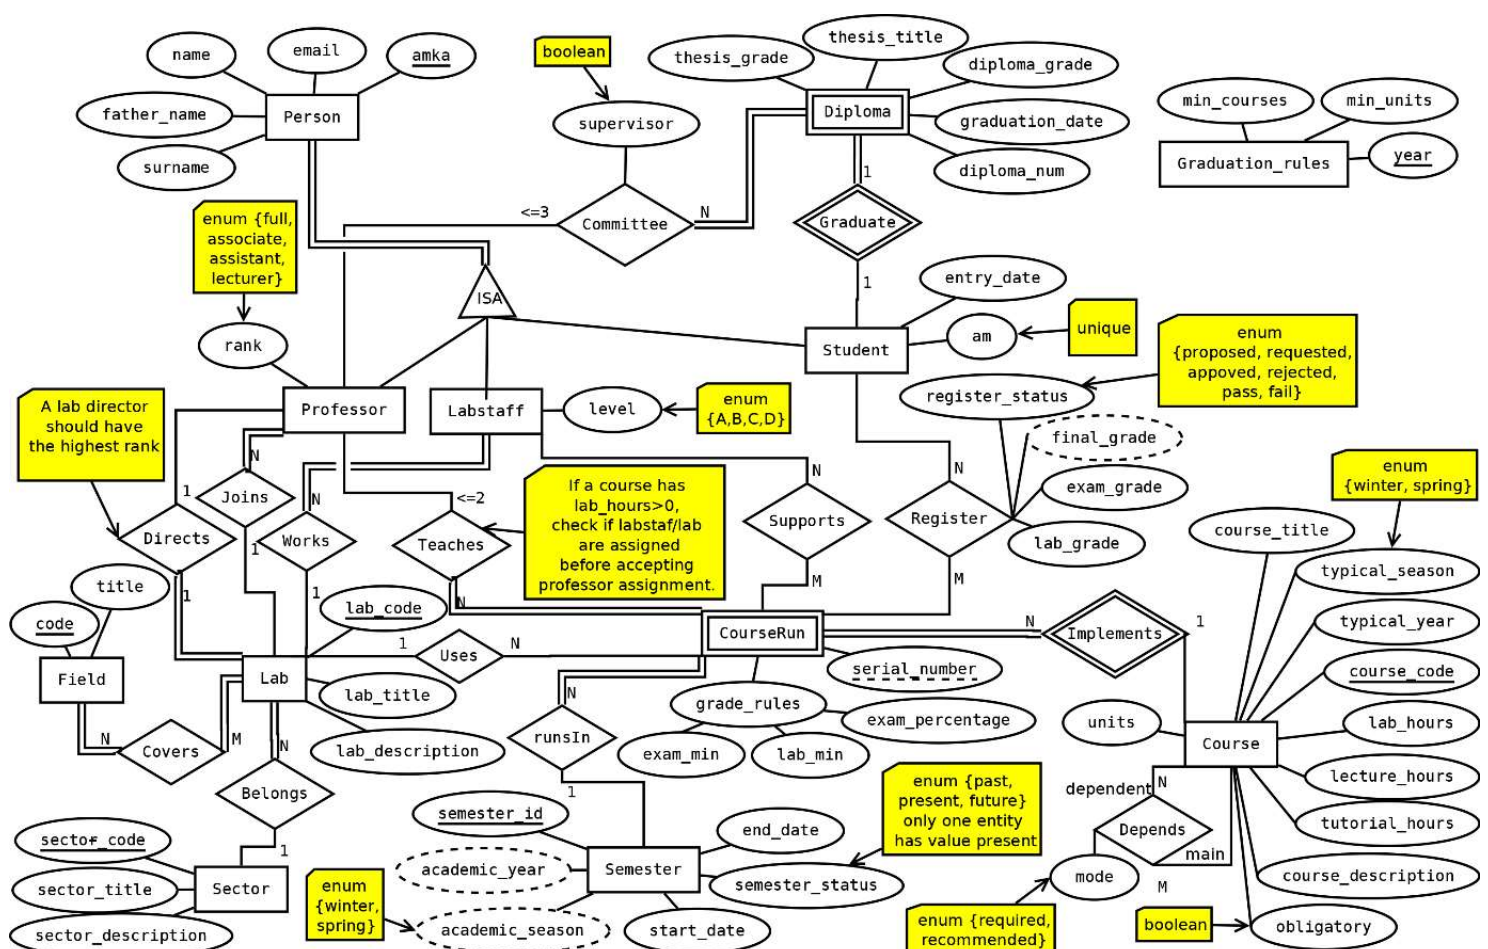 name
email
amka
father_name
Person
surname
boolean
supervisor
thesis_grade
thesis_title
diploma_grade
Diploma
graduation_date
diploma_num
min_courses
min_units
Graduation_rules
year
enum {full,
associate,
assistant,
lecturer}
<=3
Committee
N
1
Graduate
1
ISA
rank
entry_date
am
unique
Student
enum
{proposed, requested,
appoved, rejected,
pass, fail}
register_status
final_grade
exam_grade
lab_grade
A lab director
should have
the highest rank
Professor
Labstaff
level
enum
{A,B,C,D}
1
Directs
1
N
Joins
1
N
Works
1
<=2
Teaches
N
If a course has
lab_hours>0,
check if labstaf/lab
are assigned
before accepting
professor assignment.
N
Supports
M
N
Register
M
enum
{winter, spring}
course_title
typical_season
typical_year
course_code
lab_hours
lecture_hours
tutorial_hours
course_description
obligatory
boolean
units
Course
N
Implements
1
title
code
Field
lab_code
Lab
lab_title
lab_description
1
Uses
N
CourseRun
serial_number
grade_rules
exam_percentage
exam_min
lab_min
N
Covers
M
N
Belongs
1
N
runsIn
1
dependent
N
Depends
main
M
mode
enum {required,
recommended}
enum {past,
present, future}
only one entity
has value present
sector_code
sector_title
sector_description
Sector
enum
{winter,
spring}
semester_id
academic_year
academic_season
Semester
end_date
semester_status
start_date